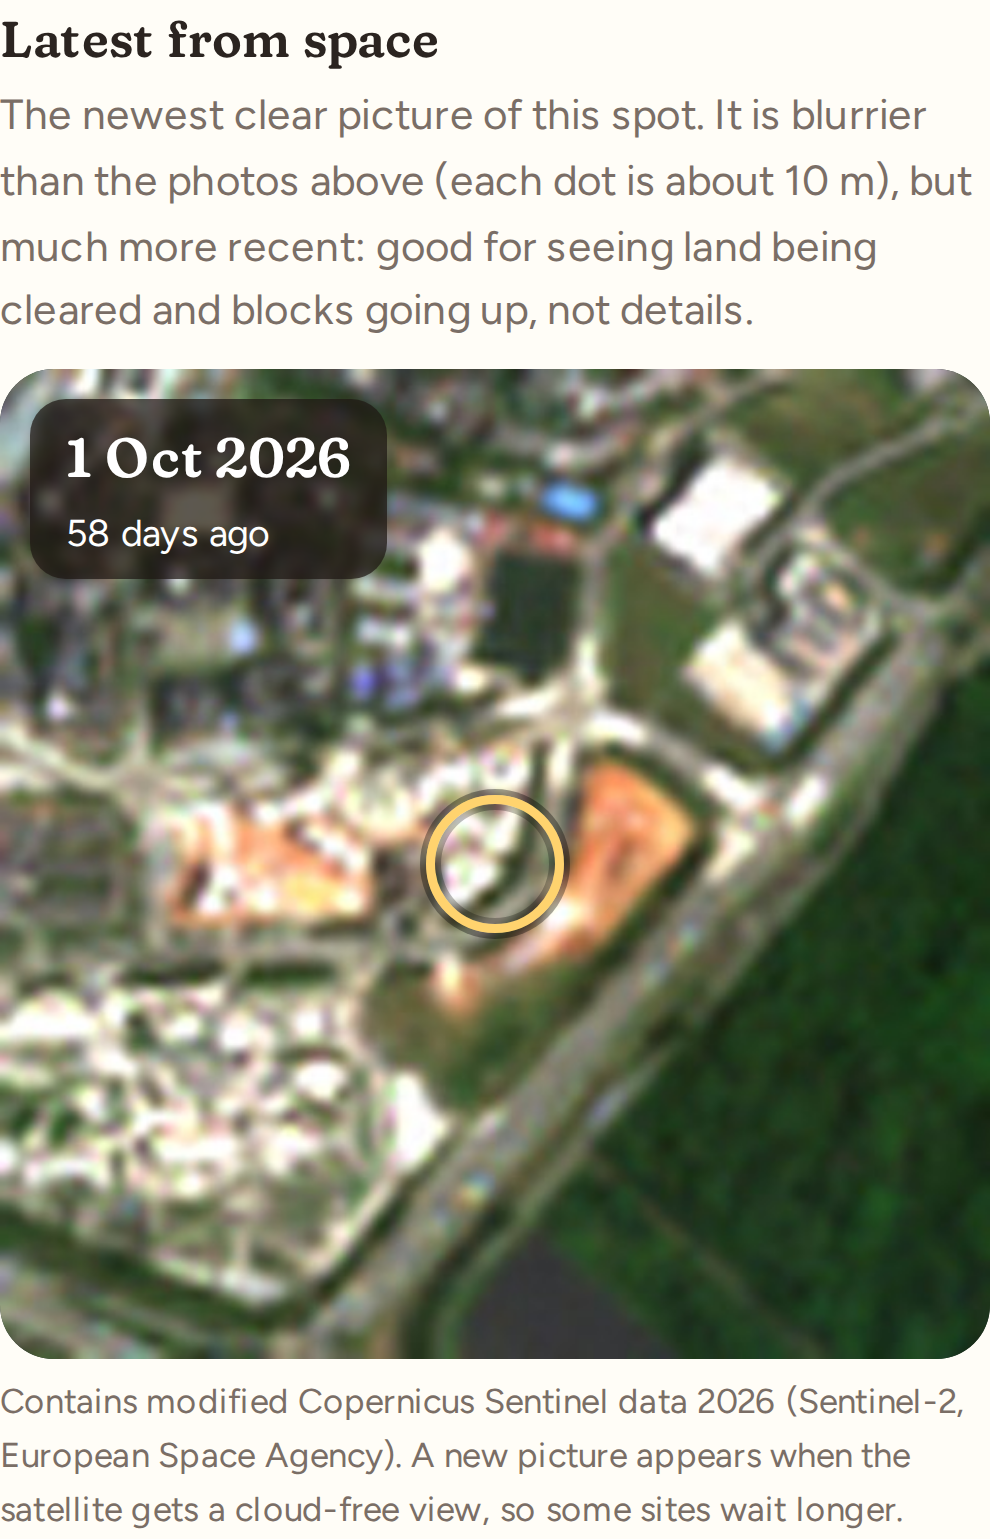 Latest from space
The newest clear picture of this spot. It is blurrier
than the photos above (each dot is about 10 m), but
much more recent: good for seeing land being
cleared and blocks going up, not details.
1 Oct 2026
58 days ago
Contains modified Copernicus Sentinel data 2026 (Sentinel-2,
European Space Agency). A new picture appears when the
satellite gets a cloud-free view, so some sites wait longer.